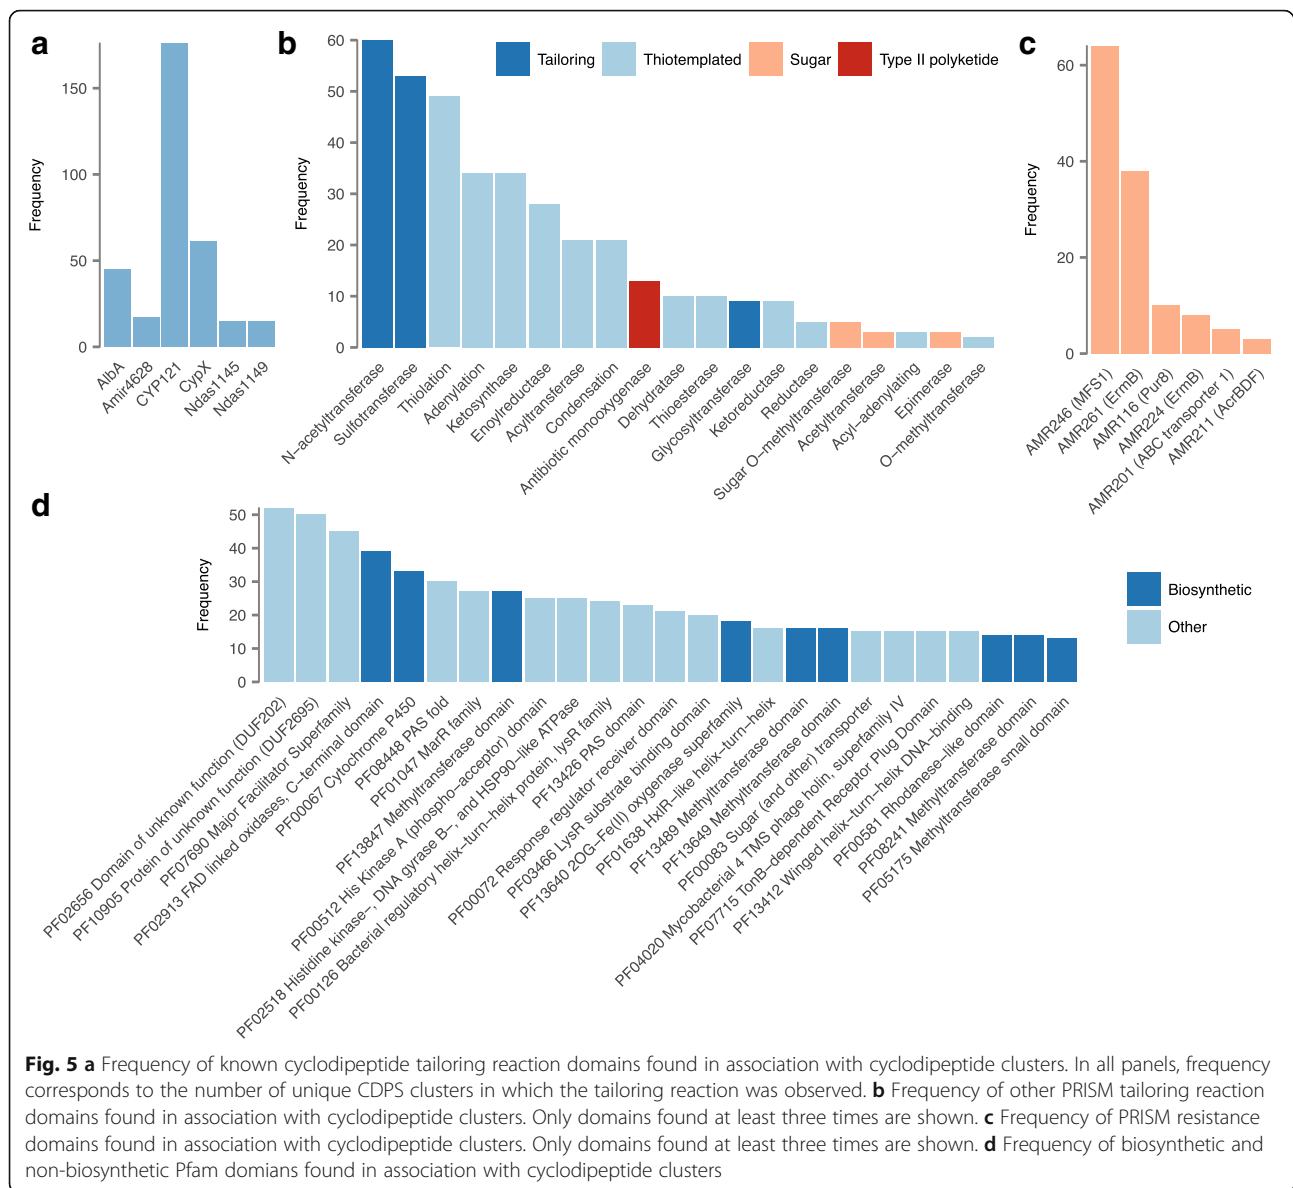 a
b
c
Tailoring
Thiotemplated
Sugar
Type II polyketide
Frequency
150
100
50
0
AlbA
Amir4628
CYP121
CypX
Ndas1145
Ndas1149
Frequency
60
50
40
30
20
10
0
N−acetyltransferase
Sulfotransferase
Thiolation
Adenylation
Ketosynthase
Enoylreductase
Acyltransferase
Condensation
Antibiotic monooxygenase
Dehydratase
Thioesterase
Glycosyltransferase
Ketoreductase
Reductase
Sugar O−methyltransferase
Acetyltransferase
Acyl−adenylating
Epimerase
O−methyltransferase
Frequency
60
40
20
0
AMR246 (MFS1)
AMR261 (ErmB)
AMR116 (Pur8)
AMR224 (ErmB)
AMR201 (ABC transporter 1)
AMR211 (AcrBDF)
d
Frequency
50
40
30
20
10
0
Biosynthetic
Other
PF02656 Domain of unknown function (DUF202)
PF10905 Protein of unknown function (DUF2695)
PF07690 Major Facilitator Superfamily
PF02913 FAD linked oxidases, C−terminal domain
PF00067 Cytochrome P450
PF08448 PAS fold
PF01047 MarR family
PF13847 Methyltransferase domain
PF00512 His Kinase A (phospho−acceptor) domain
PF02518 Histidine kinase−, DNA gyrase B−, and HSP90−like ATPase
PF00126 Bacterial regulatory helix−turn−helix protein, lysR family
PF13426 PAS domain
PF00072 Response regulator receiver domain
PF03466 LysR substrate binding domain
PF13640 2OG−Fe(II) oxygenase superfamily
PF01638 HxlR−like helix−turn−helix
PF13489 Methyltransferase domain
PF13649 Methyltransferase domain
PF00083 Sugar (and other) transporter
PF04020 Mycobacterial 4 TMS phage holin, superfamily IV
PF07715 TonB−dependent Receptor Plug Domain
PF13412 Winged helix−turn−helix DNA−binding
PF00581 Rhodanese−like domain
PF08241 Methyltransferase domain
PF05175 Methyltransferase small domain
Fig. 5 a Frequency of known cyclodipeptide tailoring reaction domains found in association with cyclodipeptide clusters. In all panels, frequency
corresponds to the number of unique CDPS clusters in which the tailoring reaction was observed. b Frequency of other PRISM tailoring reaction
domains found in association with cyclodipeptide clusters. Only domains found at least three times are shown. c Frequency of PRISM resistance
domains found in association with cyclodipeptide clusters. Only domains found at least three times are shown. d Frequency of biosynthetic and
non-biosynthetic Pfam domians found in association with cyclodipeptide clusters